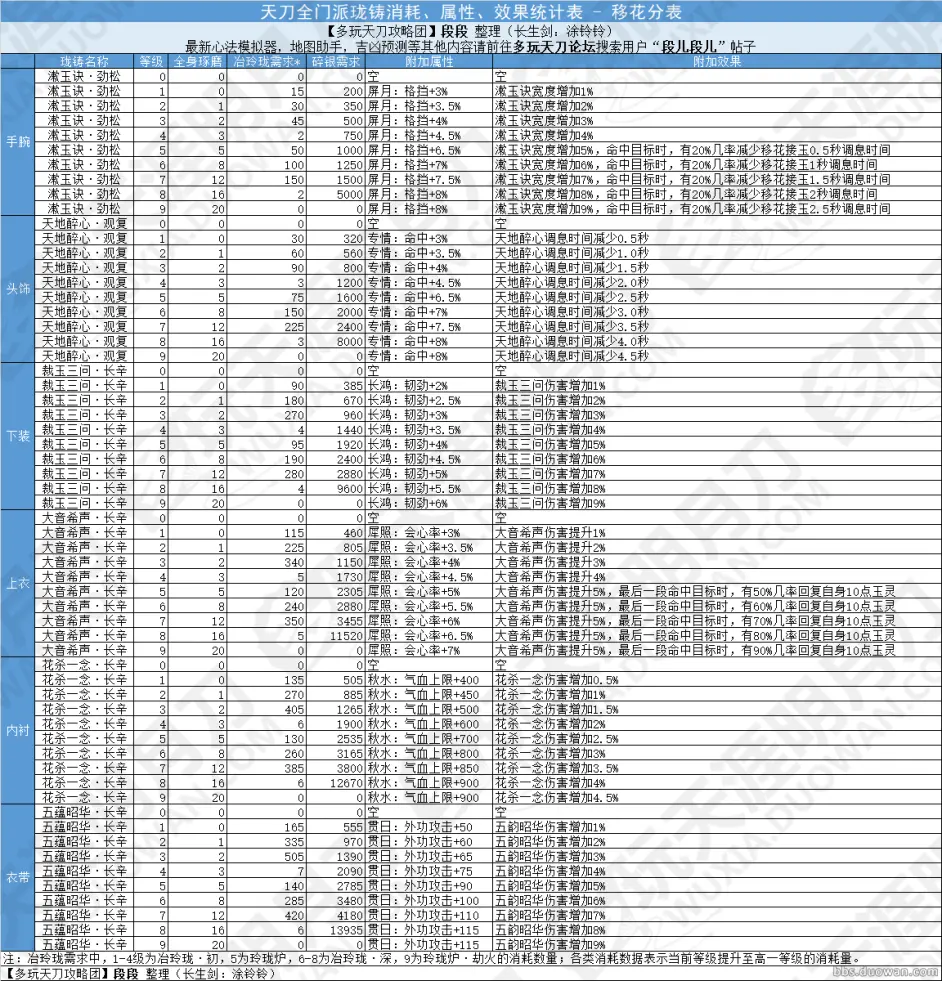 天刀全门派珑铸消耗、属性、效果统计表 - 移花分表
【多玩天刀攻略团】段段 整理（长生剑：涂铃铃）
最新心法模拟器，地图助手，吉凶预测等其他内容请前往多玩天刀论坛搜索用户“段儿段儿”帖子
珑铸名称 等级 全身琢磨 冶玲珑需求* 碎银需求 附加属性 附加效果
手腕
漱玉诀·劲松 0 0 0 0 空 空
漱玉诀·劲松 1 0 15 200 屏月：格挡+3% 漱玉诀宽度增加1%
漱玉诀·劲松 2 1 30 350 屏月：格挡+3.5% 漱玉诀宽度增加2%
漱玉诀·劲松 3 2 45 500 屏月：格挡+4% 漱玉诀宽度增加3%
漱玉诀·劲松 4 3 2 750 屏月：格挡+4.5% 漱玉诀宽度增加4%
漱玉诀·劲松 5 5 50 1000 屏月：格挡+6.5% 漱玉诀宽度增加5%，命中目标时，有20%几率减少移花接玉0.5秒调息时间
漱玉诀·劲松 6 8 100 1250 屏月：格挡+7% 漱玉诀宽度增加6%，命中目标时，有20%几率减少移花接玉1秒调息时间
漱玉诀·劲松 7 12 150 1500 屏月：格挡+7.5% 漱玉诀宽度增加7%，命中目标时，有20%几率减少移花接玉1.5秒调息时间
漱玉诀·劲松 8 16 2 5000 屏月：格挡+8% 漱玉诀宽度增加8%，命中目标时，有20%几率减少移花接玉2秒调息时间
漱玉诀·劲松 9 20 0 0 屏月：格挡+8% 漱玉诀宽度增加9%，命中目标时，有20%几率减少移花接玉2.5秒调息时间
头饰
天地醉心·观复 0 0 0 0 空 空
天地醉心·观复 1 0 30 320 专情：命中+3% 天地醉心调息时间减少0.5秒
天地醉心·观复 2 1 60 560 专情：命中+3.5% 天地醉心调息时间减少1.0秒
天地醉心·观复 3 2 90 800 专情：命中+4% 天地醉心调息时间减少1.5秒
天地醉心·观复 4 3 3 1200 专情：命中+4.5% 天地醉心调息时间减少2.0秒
天地醉心·观复 5 5 75 1600 专情：命中+6.5% 天地醉心调息时间减少2.5秒
天地醉心·观复 6 8 150 2000 专情：命中+7% 天地醉心调息时间减少3.0秒
天地醉心·观复 7 12 225 2400 专情：命中+7.5% 天地醉心调息时间减少3.5秒
天地醉心·观复 8 16 3 8000 专情：命中+8% 天地醉心调息时间减少4.0秒
天地醉心·观复 9 20 0 0 专情：命中+8% 天地醉心调息时间减少4.5秒
下装
裁玉三问·长辛 0 0 0 0 空 空
裁玉三问·长辛 1 0 90 385 长鸿：韧劲+2% 裁玉三问伤害增加1%
裁玉三问·长辛 2 1 180 670 长鸿：韧劲+2.5% 裁玉三问伤害增加2%
裁玉三问·长辛 3 2 270 960 长鸿：韧劲+3% 裁玉三问伤害增加3%
裁玉三问·长辛 4 3 4 1440 长鸿：韧劲+3.5% 裁玉三问伤害增加4%
裁玉三问·长辛 5 5 95 1920 长鸿：韧劲+4% 裁玉三问伤害增加5%
裁玉三问·长辛 6 8 190 2400 长鸿：韧劲+4.5% 裁玉三问伤害增加6%
裁玉三问·长辛 7 12 280 2880 长鸿：韧劲+5% 裁玉三问伤害增加7%
裁玉三问·长辛 8 16 4 9600 长鸿：韧劲+5.5% 裁玉三问伤害增加8%
裁玉三问·长辛 9 20 0 0 长鸿：韧劲+6% 裁玉三问伤害增加9%
上衣
大音希声·长辛 0 0 0 0 空 空
大音希声·长辛 1 0 115 460 犀照：会心率+3% 大音希声伤害提升1%
大音希声·长辛 2 1 225 805 犀照：会心率+3.5% 大音希声伤害提升2%
大音希声·长辛 3 2 340 1150 犀照：会心率+4% 大音希声伤害提升3%
大音希声·长辛 4 3 5 1730 犀照：会心率+4.5% 大音希声伤害提升4%
大音希声·长辛 5 5 120 2305 犀照：会心率+5% 大音希声伤害提升5%，最后一段命中目标时，有50%几率回复自身10点玉灵
大音希声·长辛 6 8 240 2880 犀照：会心率+5.5% 大音希声伤害提升5%，最后一段命中目标时，有60%几率回复自身10点玉灵
大音希声·长辛 7 12 350 3455 犀照：会心率+6% 大音希声伤害提升5%，最后一段命中目标时，有70%几率回复自身10点玉灵
大音希声·长辛 8 16 5 11520 犀照：会心率+6.5% 大音希声伤害提升5%，最后一段命中目标时，有80%几率回复自身10点玉灵
大音希声·长辛 9 20 0 0 犀照：会心率+7% 大音希声伤害提升5%，最后一段命中目标时，有90%几率回复自身10点玉灵
内衬
花杀一念·长辛 0 0 0 0 空 空
花杀一念·长辛 1 0 135 505 秋水：气血上限+400 花杀一念伤害增加0.5%
花杀一念·长辛 2 1 270 885 秋水：气血上限+450 花杀一念伤害增加1%
花杀一念·长辛 3 2 405 1265 秋水：气血上限+500 花杀一念伤害增加1.5%
花杀一念·长辛 4 3 6 1900 秋水：气血上限+600 花杀一念伤害增加2%
花杀一念·长辛 5 5 130 2535 秋水：气血上限+700 花杀一念伤害增加2.5%
花杀一念·长辛 6 8 260 3165 秋水：气血上限+800 花杀一念伤害增加3%
花杀一念·长辛 7 12 385 3800 秋水：气血上限+850 花杀一念伤害增加3.5%
花杀一念·长辛 8 16 6 12670 秋水：气血上限+900 花杀一念伤害增加4%
花杀一念·长辛 9 20 0 0 秋水：气血上限+900 花杀一念伤害增加4.5%
衣带
五蕴昭华·长辛 0 0 0 0 空 空
五蕴昭华·长辛 1 0 165 555 贯日：外功攻击+50 五韵昭华伤害增加1%
五蕴昭华·长辛 2 1 335 970 贯日：外功攻击+60 五韵昭华伤害增加2%
五蕴昭华·长辛 3 2 505 1390 贯日：外功攻击+65 五韵昭华伤害增加3%
五蕴昭华·长辛 4 3 7 2090 贯日：外功攻击+75 五韵昭华伤害增加4%
五蕴昭华·长辛 5 5 140 2785 贯日：外功攻击+90 五韵昭华伤害增加5%
五蕴昭华·长辛 6 8 285 3480 贯日：外功攻击+100 五韵昭华伤害增加6%
五蕴昭华·长辛 7 12 420 4180 贯日：外功攻击+110 五韵昭华伤害增加7%
五蕴昭华·长辛 8 16 6 13935 贯日：外功攻击+115 五韵昭华伤害增加8%
五蕴昭华·长辛 9 20 0 0 贯日：外功攻击+115 五韵昭华伤害增加9%
注：冶玲珑需求中，1-4级为冶玲珑·初，5为玲珑炉，6-8为冶玲珑·深，9为玲珑炉·劫火的消耗数量；各类消耗数据表示当前等级提升至高一等级的消耗量。
【多玩天刀攻略团】段段 整理（长生剑：涂铃铃）
bbs.duowan.com